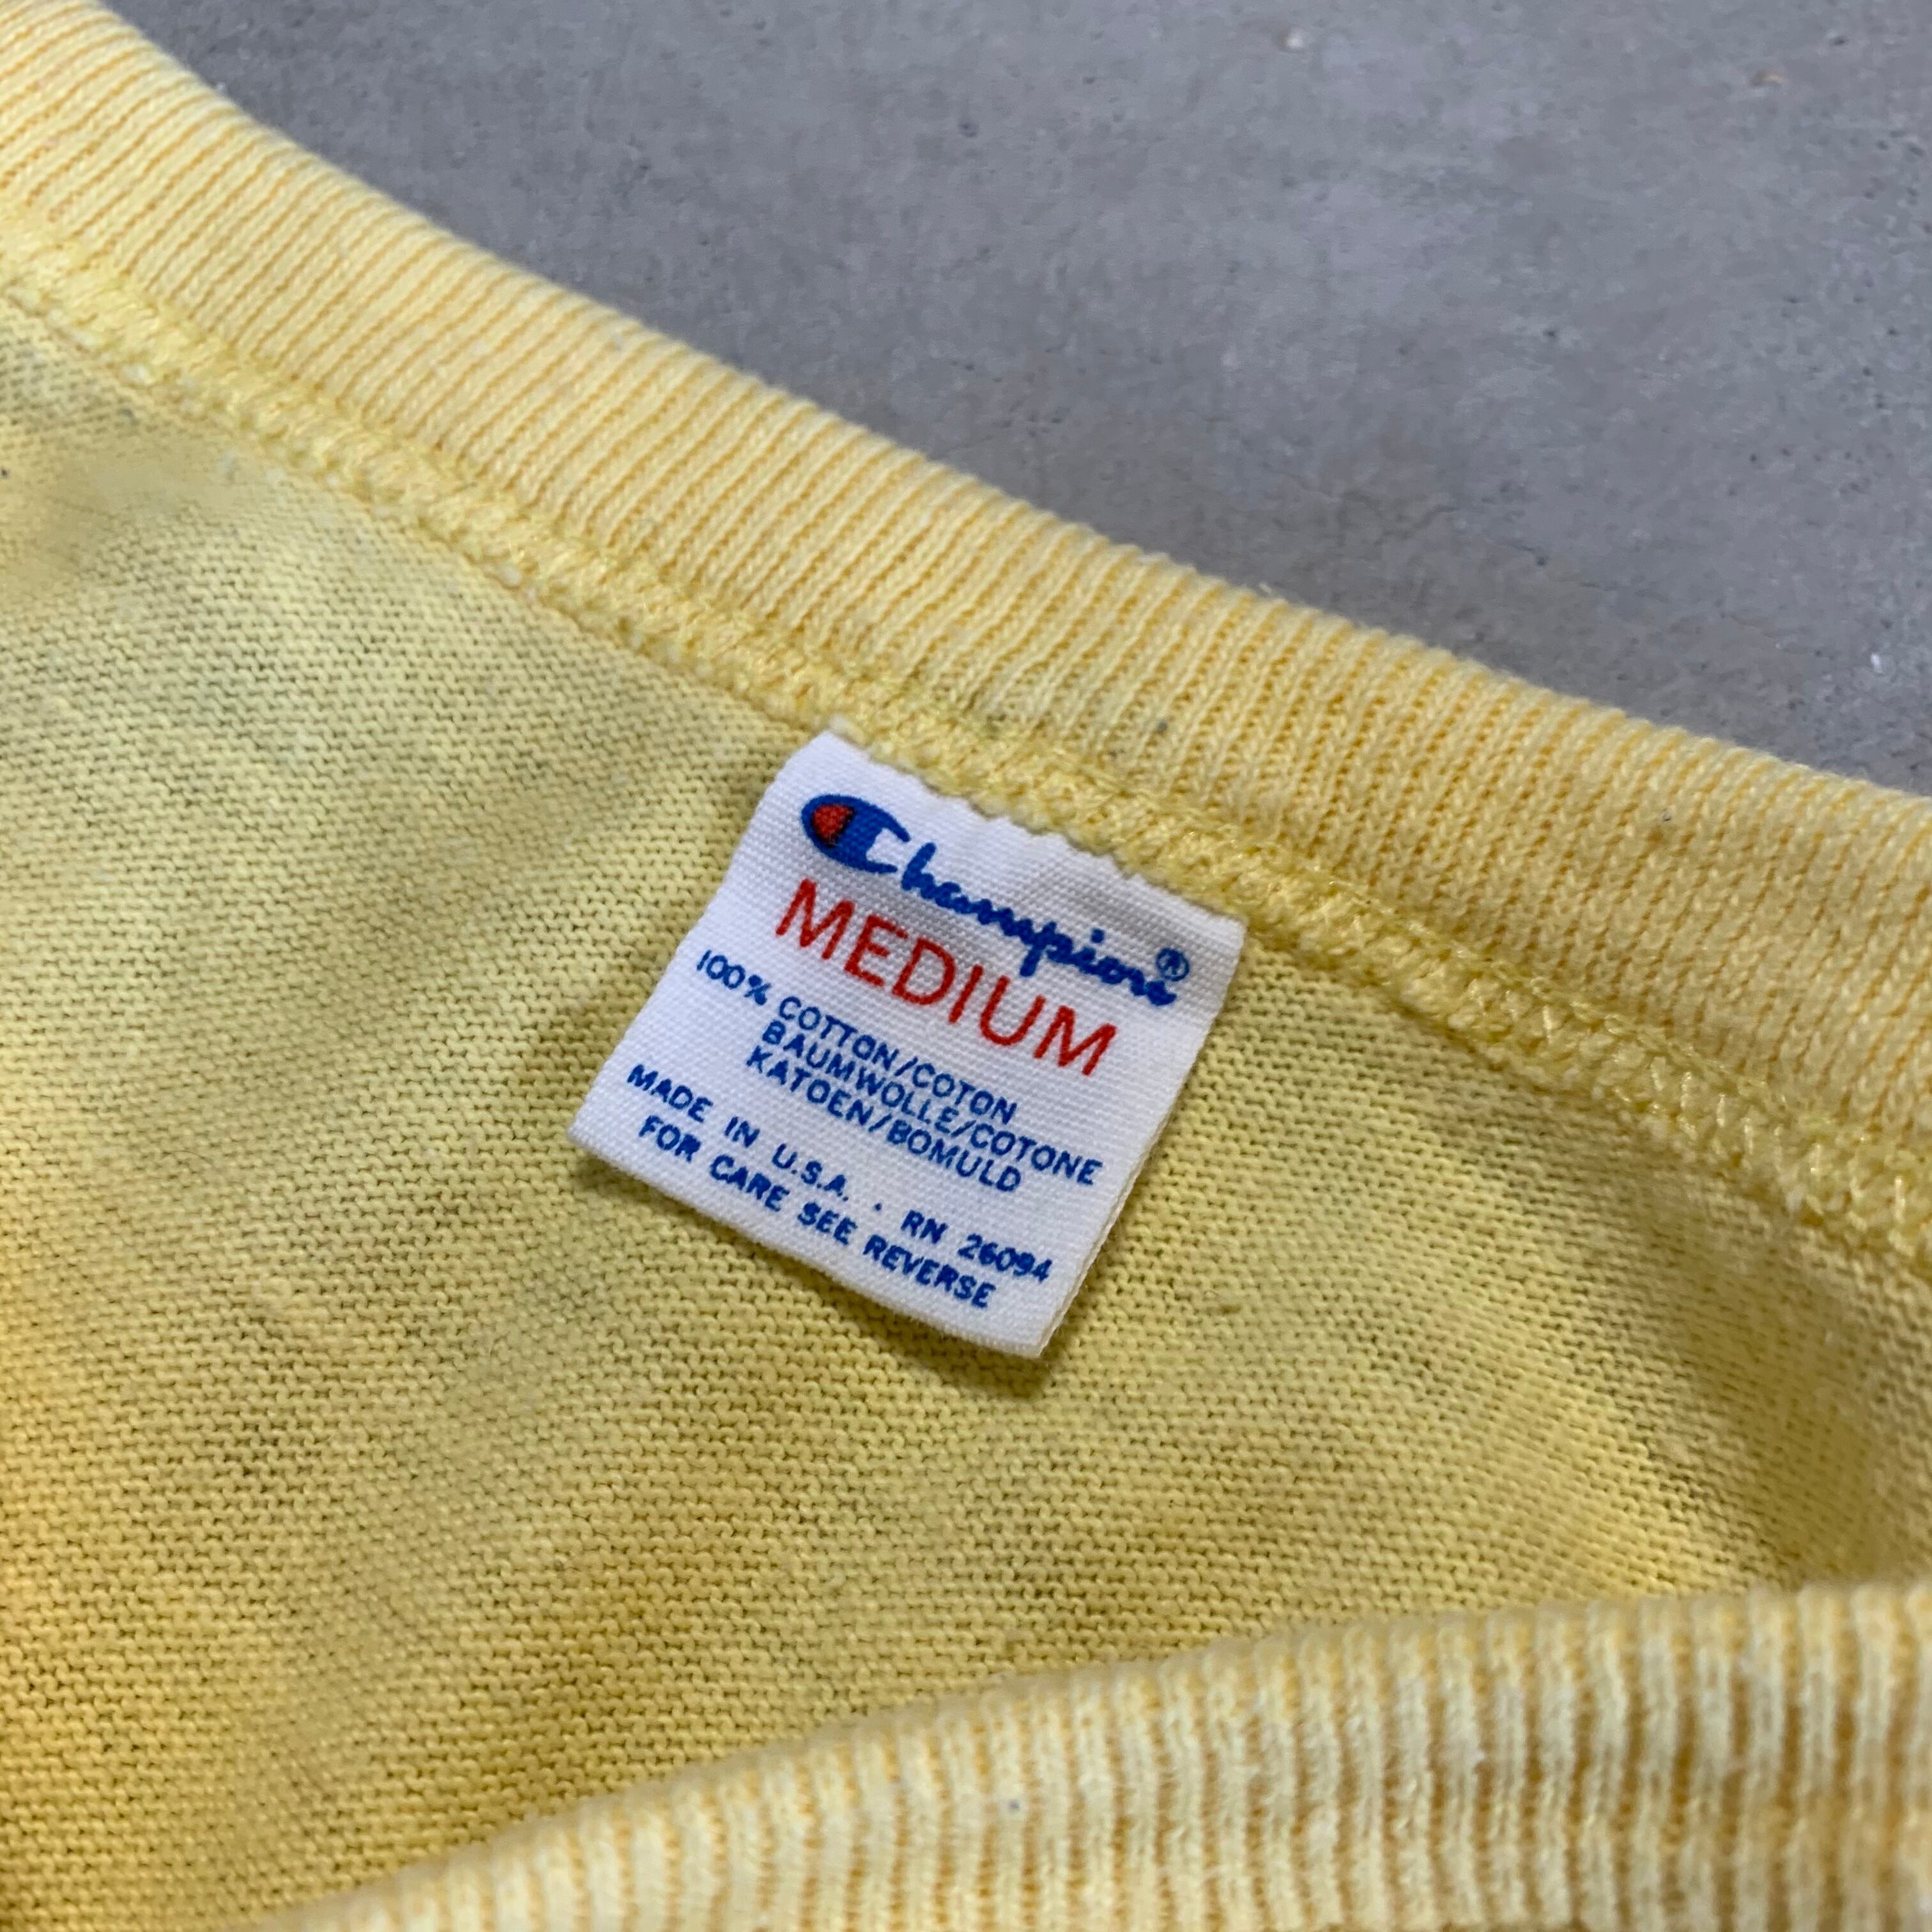 Champion®
MEDIUM
100% COTTON/COTON
BAUMWOLLE/COTONE
KATOEN/BOMULD
MADE IN U.S.A. · RN 26094
FOR CARE SEE REVERSE